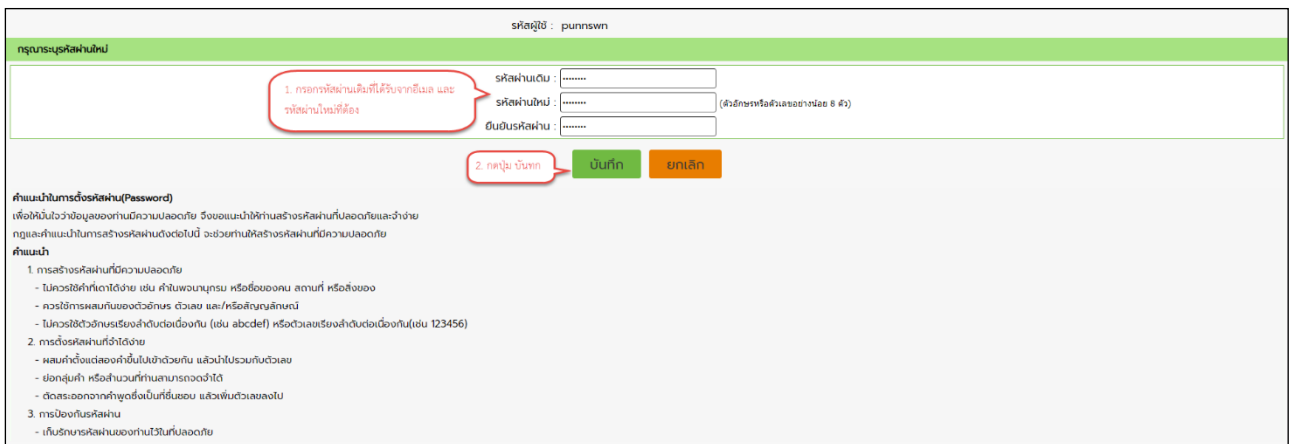 รหัสผู้ใช้ : punnswn
กรุณาระบุรหัสผ่านใหม่
รหัสผ่านเดิม : ........
1. กรอกรหัสผ่านเดิมที่ได้รับจากอีเมล และ
รหัสผ่านใหม่ที่ต้อง
รหัสผ่านใหม่ : ........ (ตัวอักษรหรือตัวเลขอย่างน้อย 8 ตัว)
ยืนยันรหัสผ่าน : ........
2. กดปุ่ม บันทก
บันทึก ยกเลิก
คำแนะนำในการตั้งรหัสผ่าน(Password)
เพื่อให้มั่นใจว่าข้อมูลของท่านมีความปลอดภัย จึงขอแนะนำให้ท่านสร้างรหัสผ่านที่ปลอดภัยและจำง่าย
กฎและคำแนะนำในการสร้างรหัสผ่านดังต่อไปนี้ จะช่วยท่านให้สร้างรหัสผ่านที่มีความปลอดภัย
คำแนะนำ
1. การสร้างรหัสผ่านที่มีความปลอดภัย
- ไม่ควรใช้คำที่เดาได้ง่าย เช่น คำในพจนานุกรม หรือชื่อของคน สถานที่ หรือสิ่งของ
- ควรใช้การผสมกันของตัวอักษร ตัวเลข และ/หรือสัญญลักษณ์
- ไม่ควรใช้ตัวอักษรเรียงลำดับต่อเนื่องกัน (เช่น abcdef) หรือตัวเลขเรียงลำดับต่อเนื่องกัน(เช่น 123456)
2. การตั้งรหัสผ่านที่จำได้ง่าย
- ผสมคำตั้งแต่สองคำขึ้นไปเข้าด้วยกัน แล้วนำไปรวมกับตัวเลข
- ย่อกลุ่มคำ หรือสำนวนที่ท่านสามารถจดจำได้
- ตัดสระออกจากคำพูดซึ่งเป็นที่ชื่นชอบ แล้วเพิ่มตัวเลขลงไป
3. การป้องกันรหัสผ่าน
- เก็บรักษารหัสผ่านของท่านไว้ในที่ปลอดภัย